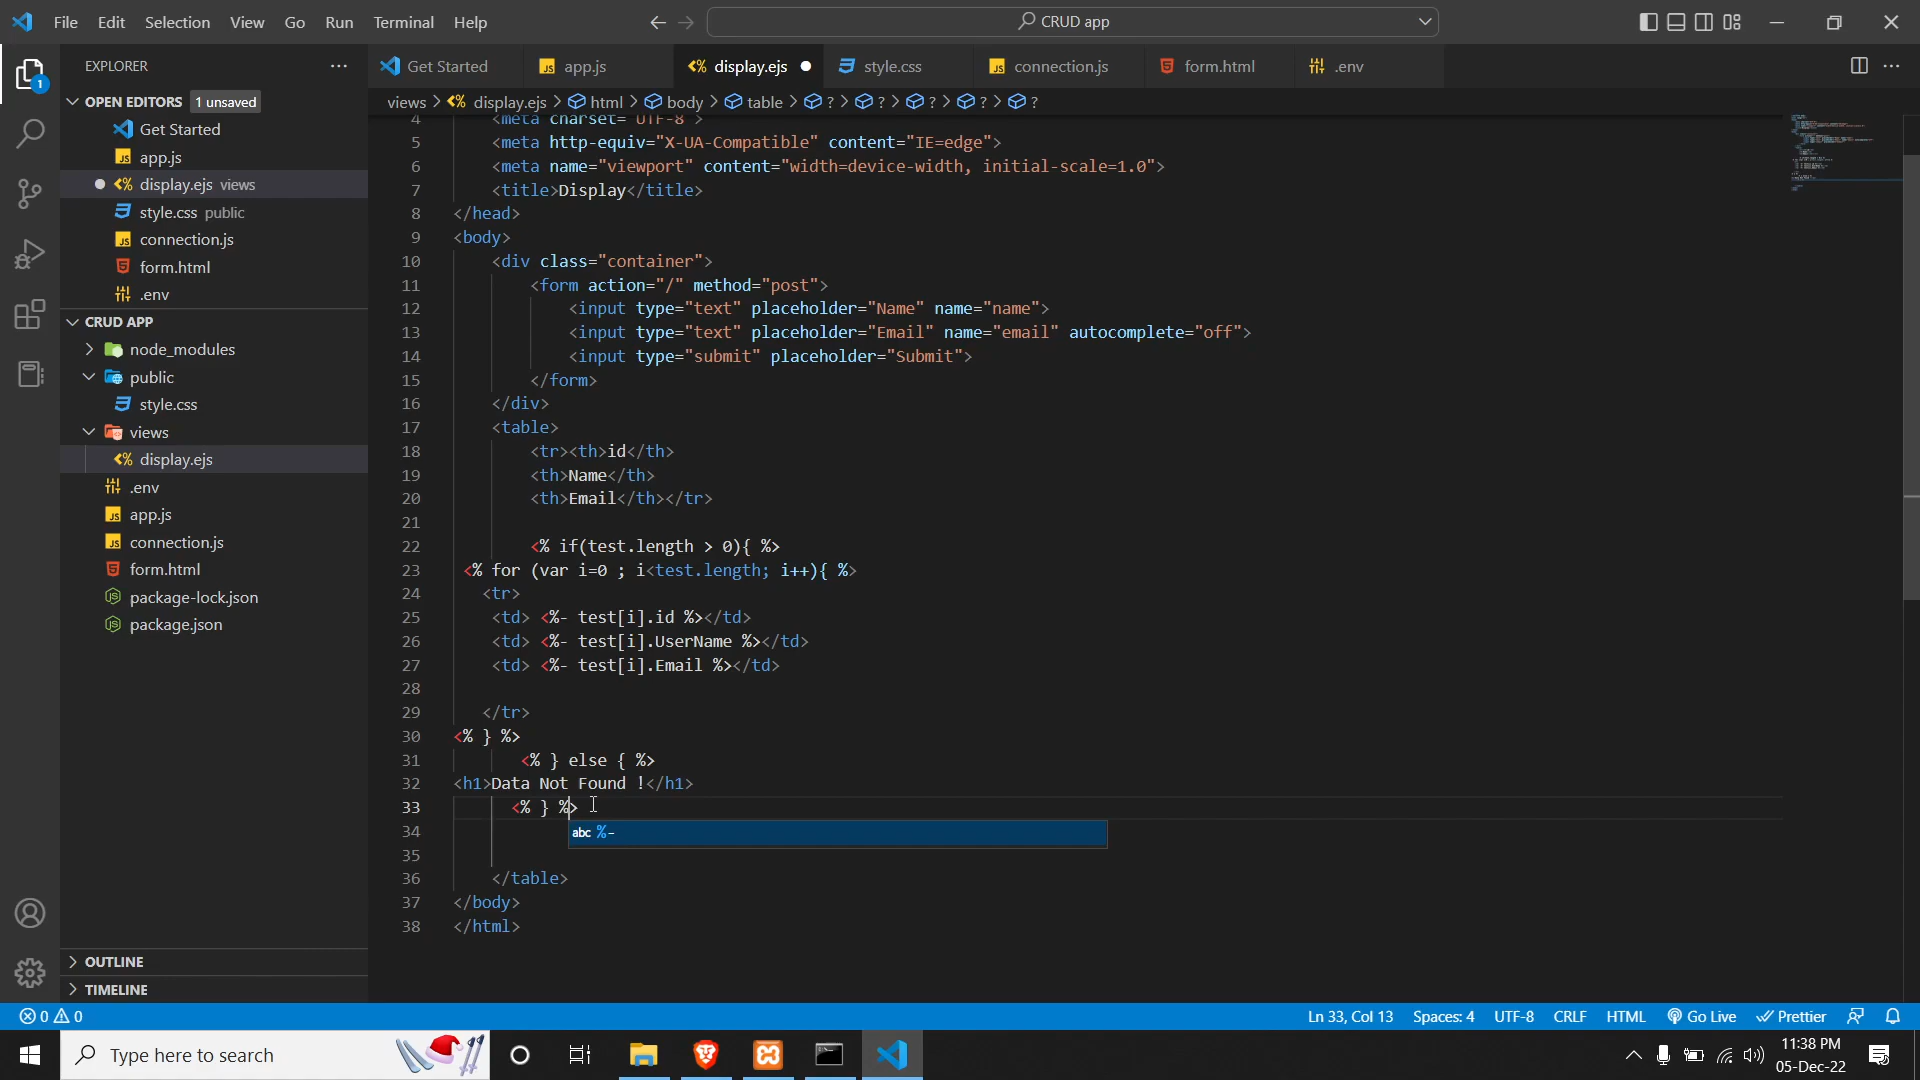 File Edit Selection View Go Run Terminal Help
CRUD app
EXPLORER
OPEN EDITORS 1 unsaved
Get Started
JS app.js
<% display.ejs views
style.css public
JS connection.js
form.html
.env
CRUD APP
node_modules
public
style.css
views
<% display.ejs
.env
JS app.js
JS connection.js
form.html
package-lock.json
package.json
OUTLINE
TIMELINE
Get Started
JS app.js
<% display.ejs
style.css
JS connection.js
form.html
.env
views > <% display.ejs > html > body > table > ? > ? > ? > ? > ?
4 <meta charset="UTF-8">
5 <meta http-equiv="X-UA-Compatible" content="IE=edge">
6 <meta name="viewport" content="width=device-width, initial-scale=1.0">
7 <title>Display</title>
8 </head>
9 <body>
10 <div class="container">
11 <form action="/" method="post">
12 <input type="text" placeholder="Name" name="name">
13 <input type="text" placeholder="Email" name="email" autocomplete="off">
14 <input type="submit" placeholder="Submit">
15 </form>
16 </div>
17 <table>
18 <tr><th>id</th>
19 <th>Name</th>
20 <th>Email</th></tr>
21
22 <% if(test.length > 0){ %>
23 <% for (var i=0 ; i<test.length; i++){ %>
24 <tr>
25 <td> <%- test[i].id %></td>
26 <td> <%- test[i].UserName %></td>
27 <td> <%- test[i].Email %></td>
28
29 </tr>
30 <% } %>
31 <% } else { %>
32 <h1>Data Not Found !</h1>
33 <% } %>
abc %-
34
35
36 </table>
37 </body>
38 </html>
0 0
Ln 33, Col 13 Spaces: 4 UTF-8 CRLF HTML Go Live Prettier
Type here to search
11:38 PM
05-Dec-22